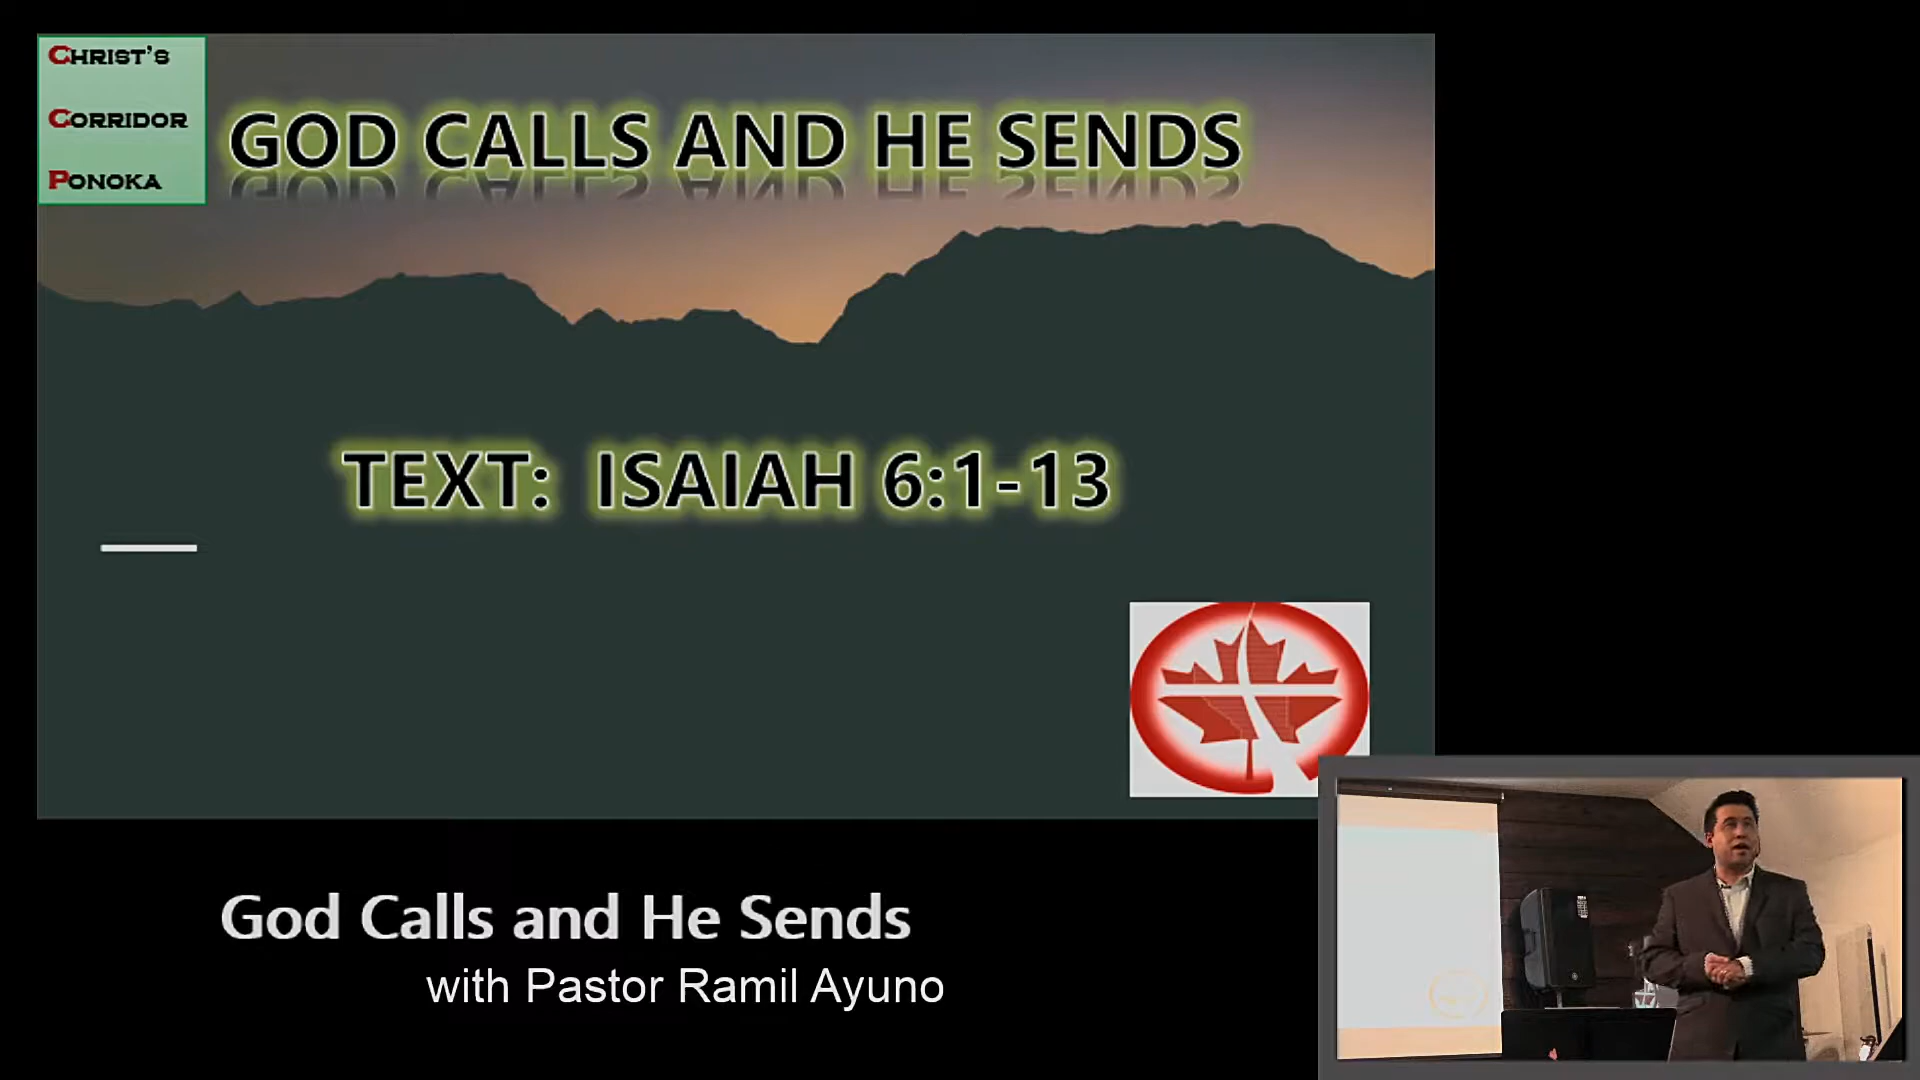 CHRIST'S
CORRIDOR
PONOKA
GOD CALLS AND HE SENDS
TEXT: ISAIAH 6:1-13
God Calls and He Sends
with Pastor Ramil Ayuno